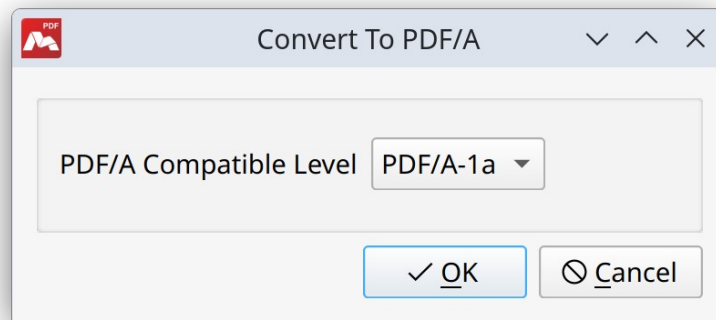 PDF
Convert To PDF/A
PDF/A Compatible Level PDF/A-1a
OK Cancel